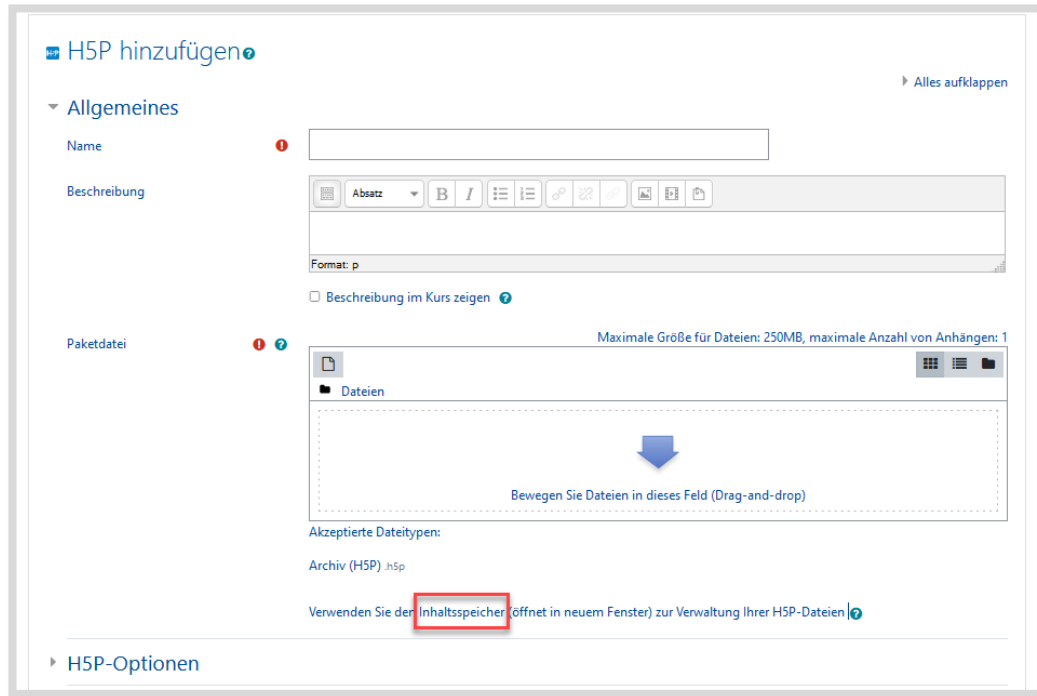 H-P H5P hinzufügen
Alles aufklappen
Allgemeines
Name
Beschreibung
Absatz B I
Format: p
Beschreibung im Kurs zeigen
Paketdatei
Maximale Größe für Dateien: 250MB, maximale Anzahl von Anhängen: 1
Dateien
Bewegen Sie Dateien in dieses Feld (Drag-and-drop)
Akzeptierte Dateitypen:
Archiv (H5P) .h5p
Verwenden Sie den Inhaltsspeicher (öffnet in neuem Fenster) zur Verwaltung Ihrer H5P-Dateien
H5P-Optionen